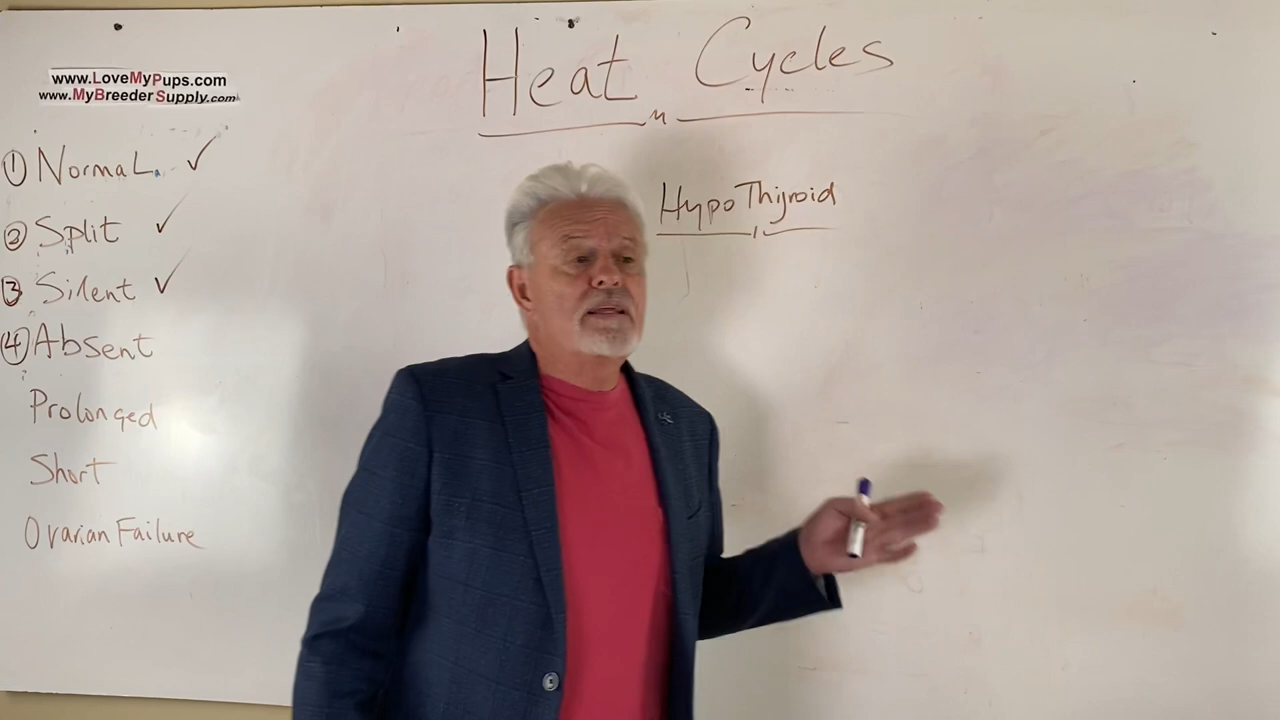 www.LoveMyPups.com
www.MyBreederSupply.com
Heat Cycles
① Normal ✓
② Split ✓
③ Silent ✓
④ Absent
Prolonged
Short
Ovarian Failure
HypoThijroid